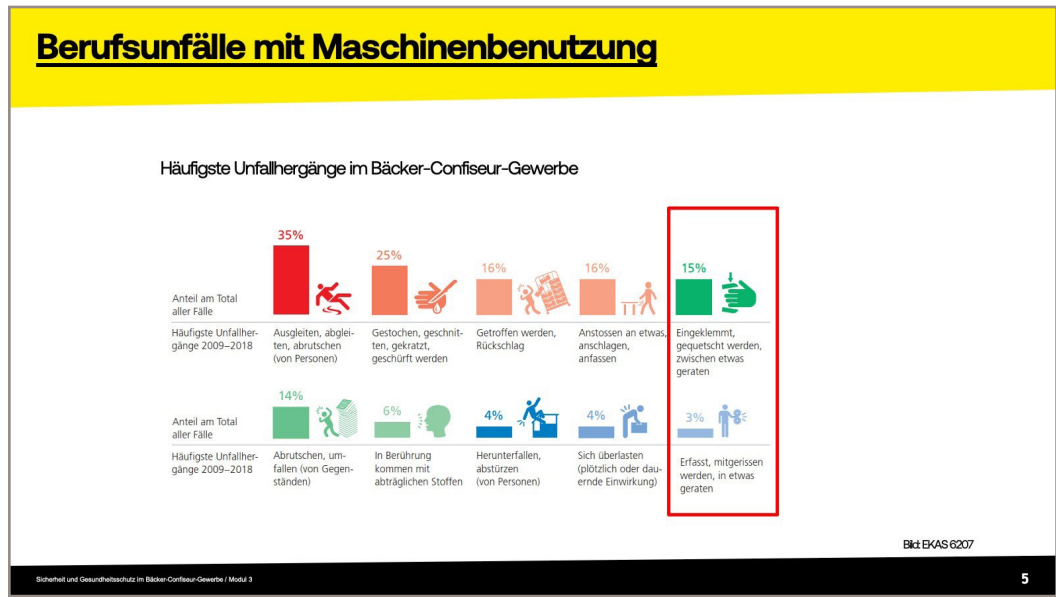 Berufsunfälle mit Maschinenbenutzung
Häufigste Unfallhergänge im Bäcker-Confiseur-Gewerbe
35%
25%
16%
16%
15%
Anteil am Total
aller Fälle
Häufigste Unfallher-
gänge 2009–2018
Ausgleiten, abglei-
ten, abrutschen
(von Personen)
Gestochen, geschnit-
ten, gekratzt,
geschürft werden
Getroffen werden,
Rückschlag
Anstossen an etwas,
anschlagen,
anfassen
Eingeklemmt,
gequetscht werden,
zwischen etwas
geraten
14%
6%
4%
4%
3%
Anteil am Total
aller Fälle
Häufigste Unfallher-
gänge 2009–2018
Abrutschen, um-
fallen (von Gegen-
ständen)
In Berührung
kommen mit
abträglichen Stoffen
Herunterfallen,
abstürzen
(von Personen)
Sich überlasten
(plötzlich oder dau-
ernde Einwirkung)
Erfasst, mitgerissen
werden, in etwas
geraten
Bild: EKAS 6207
Sicherheit und Gesundheitsschutz im Bäcker-Confiseur-Gewerbe / Modul 3
5